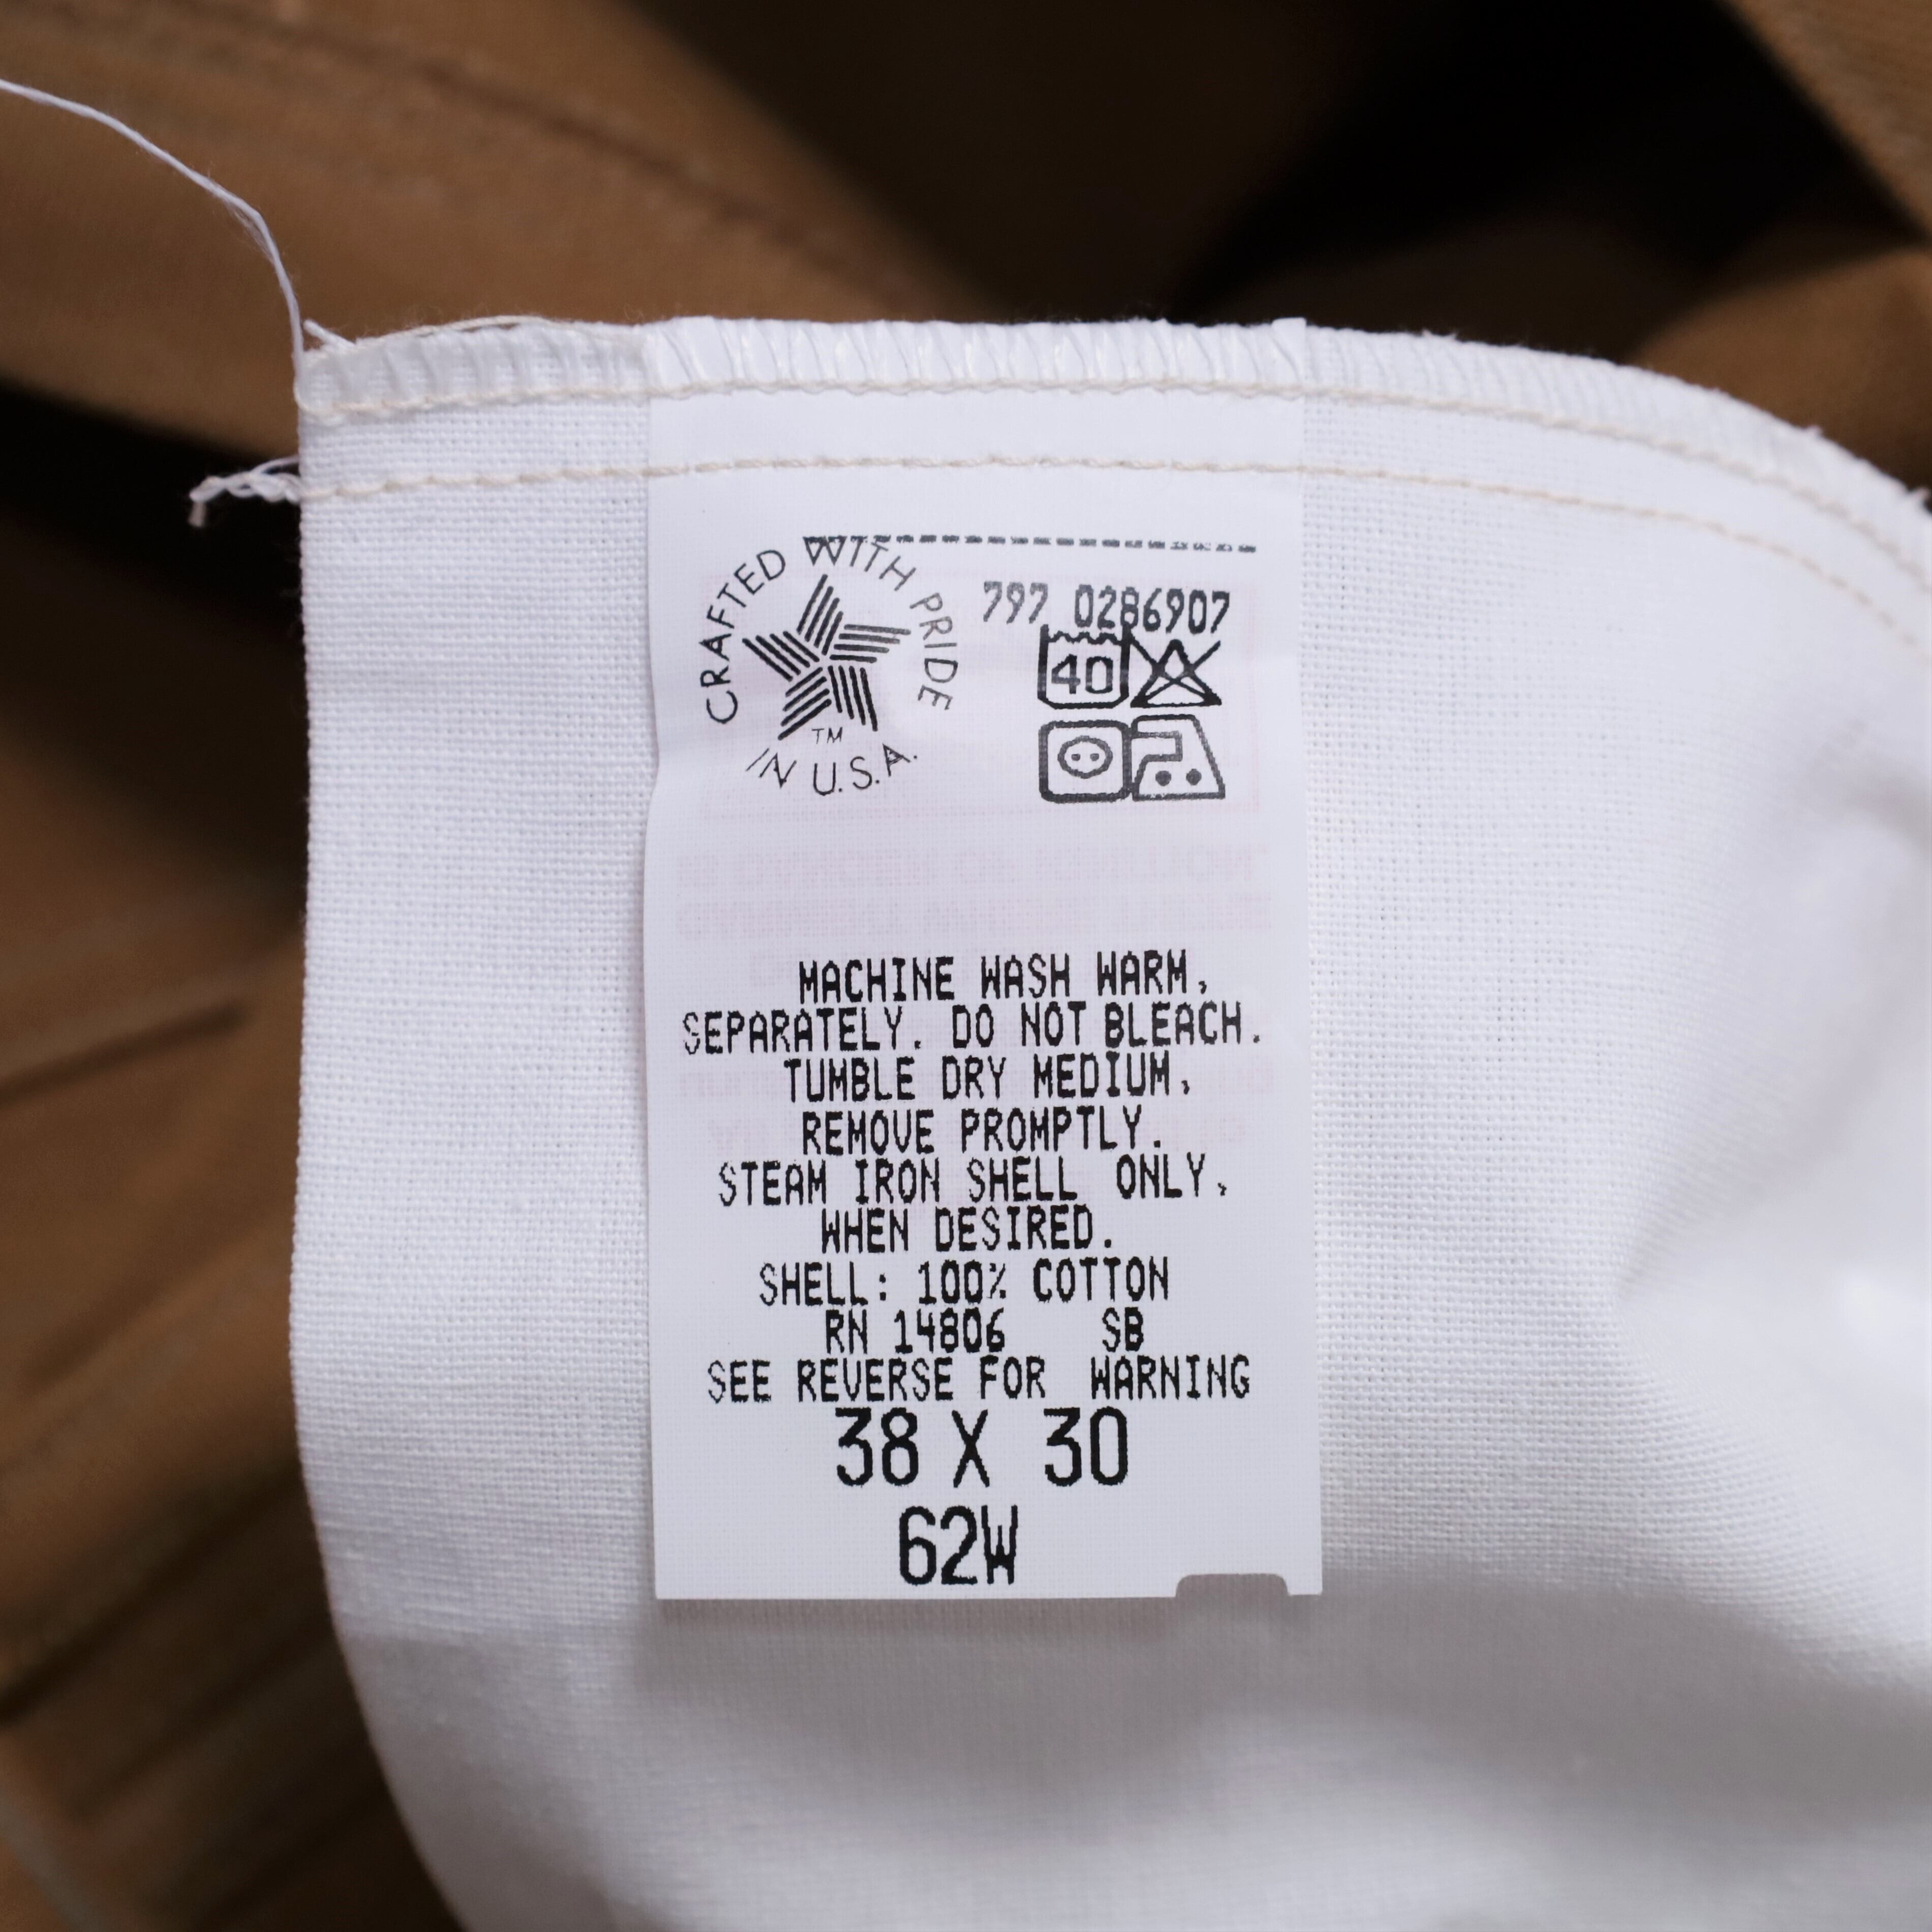 CRAFTED WITH PRIDE
TM
IN U.S.A.
797 0286907
40
MACHINE WASH WARM,
SEPARATELY. DO NOT BLEACH.
TUMBLE DRY MEDIUM,
REMOVE PROMPTLY.
STEAM IRON SHELL ONLY,
WHEN DESIRED.
SHELL: 100% COTTON
RN 14806 SB
SEE REVERSE FOR WARNING
38 X 30
62W